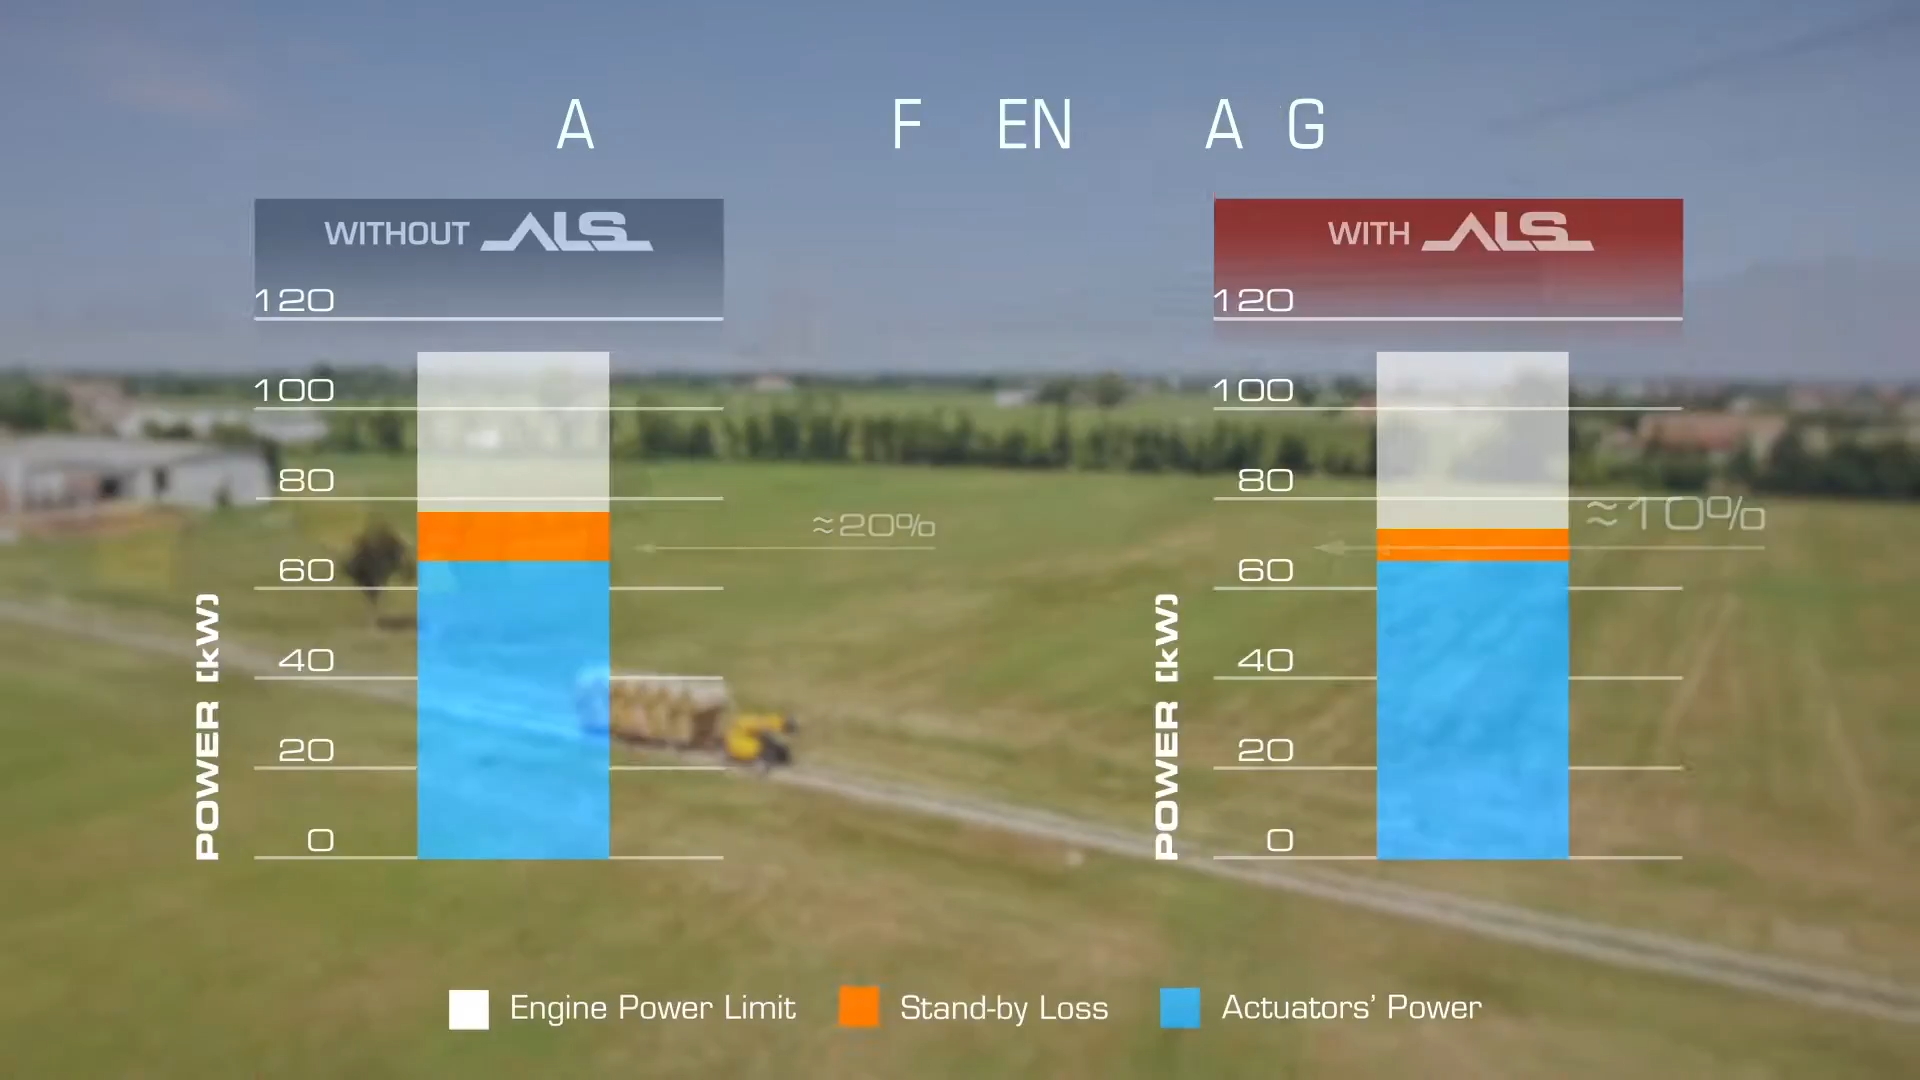 A F EN A G
WITHOUT ALS
120
100
80
60
40
20
0
POWER [kW]
≈20%
WITH ALS
120
100
80
60
40
20
0
POWER [kW]
≈10%
Engine Power Limit
Stand-by Loss
Actuators’ Power